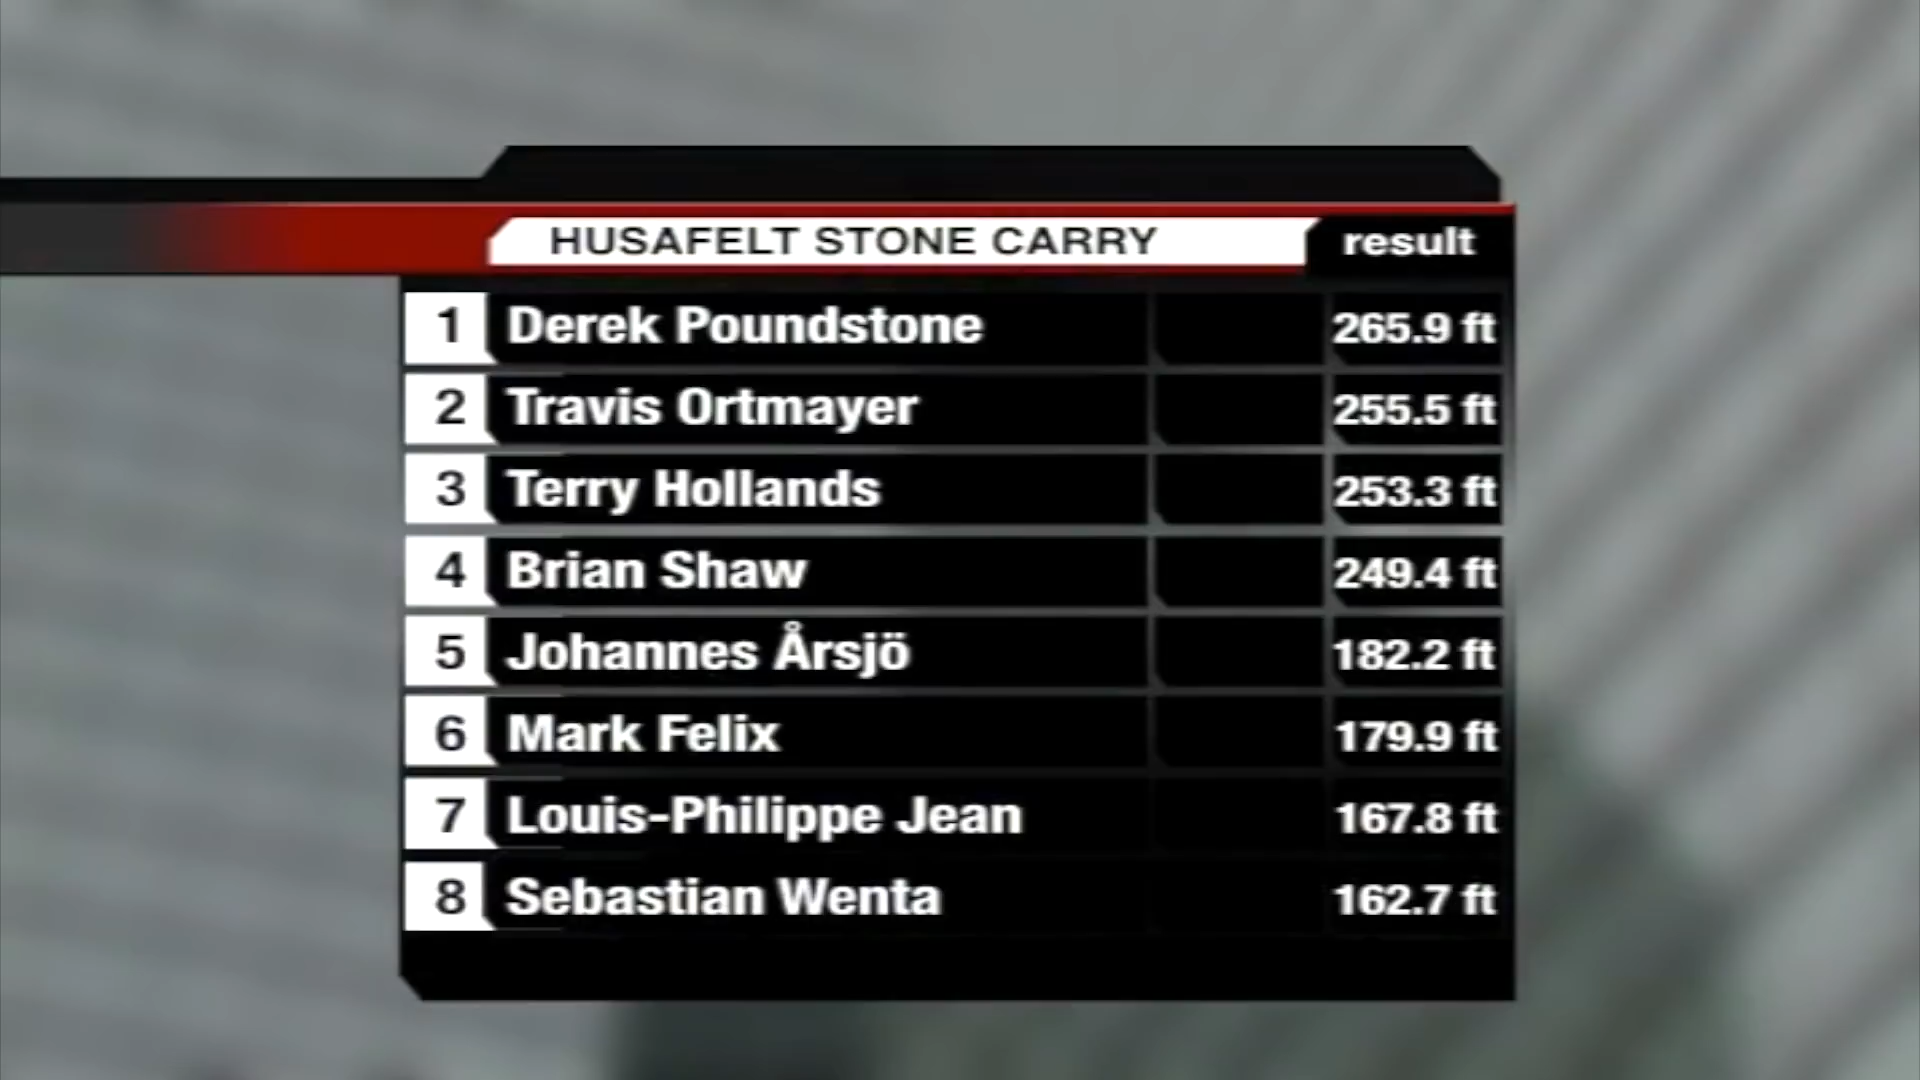 HUSAFELT STONE CARRY result
1 Derek Poundstone 265.9 ft
2 Travis Ortmayer 255.5 ft
3 Terry Hollands 253.3 ft
4 Brian Shaw 249.4 ft
5 Johannes Årsjö 182.2 ft
6 Mark Felix 179.9 ft
7 Louis-Philippe Jean 167.8 ft
8 Sebastian Wenta 162.7 ft